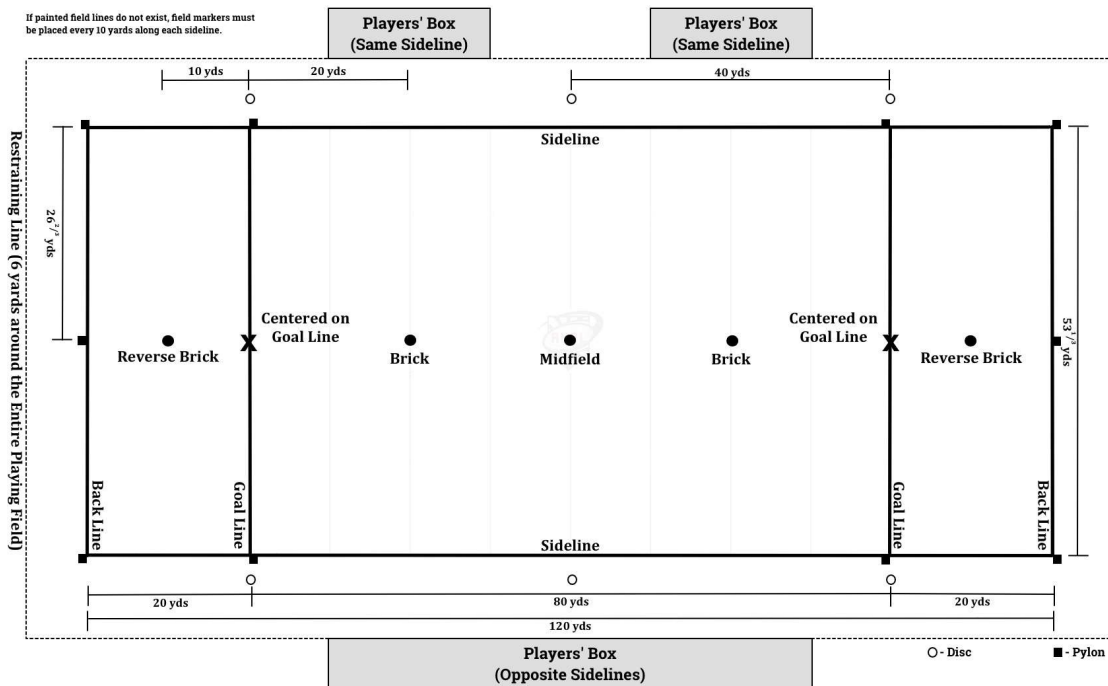 If painted field lines do not exist, field markers must
be placed every 10 yards along each sideline.
Players' Box
(Same Sideline)
Players' Box
(Same Sideline)
10 yds
20 yds
40 yds
Sideline
Restraining Line (6 yards around the Entire Playing Field)
26 2/3 yds
53 1/3 yds
Centered on
Goal Line
Centered on
Goal Line
X
X
Reverse Brick
Brick
Midfield
Brick
Reverse Brick
Back Line
Goal Line
Goal Line
Back Line
Sideline
20 yds
80 yds
20 yds
120 yds
Players' Box
(Opposite Sidelines)
- Disc
- Pylon